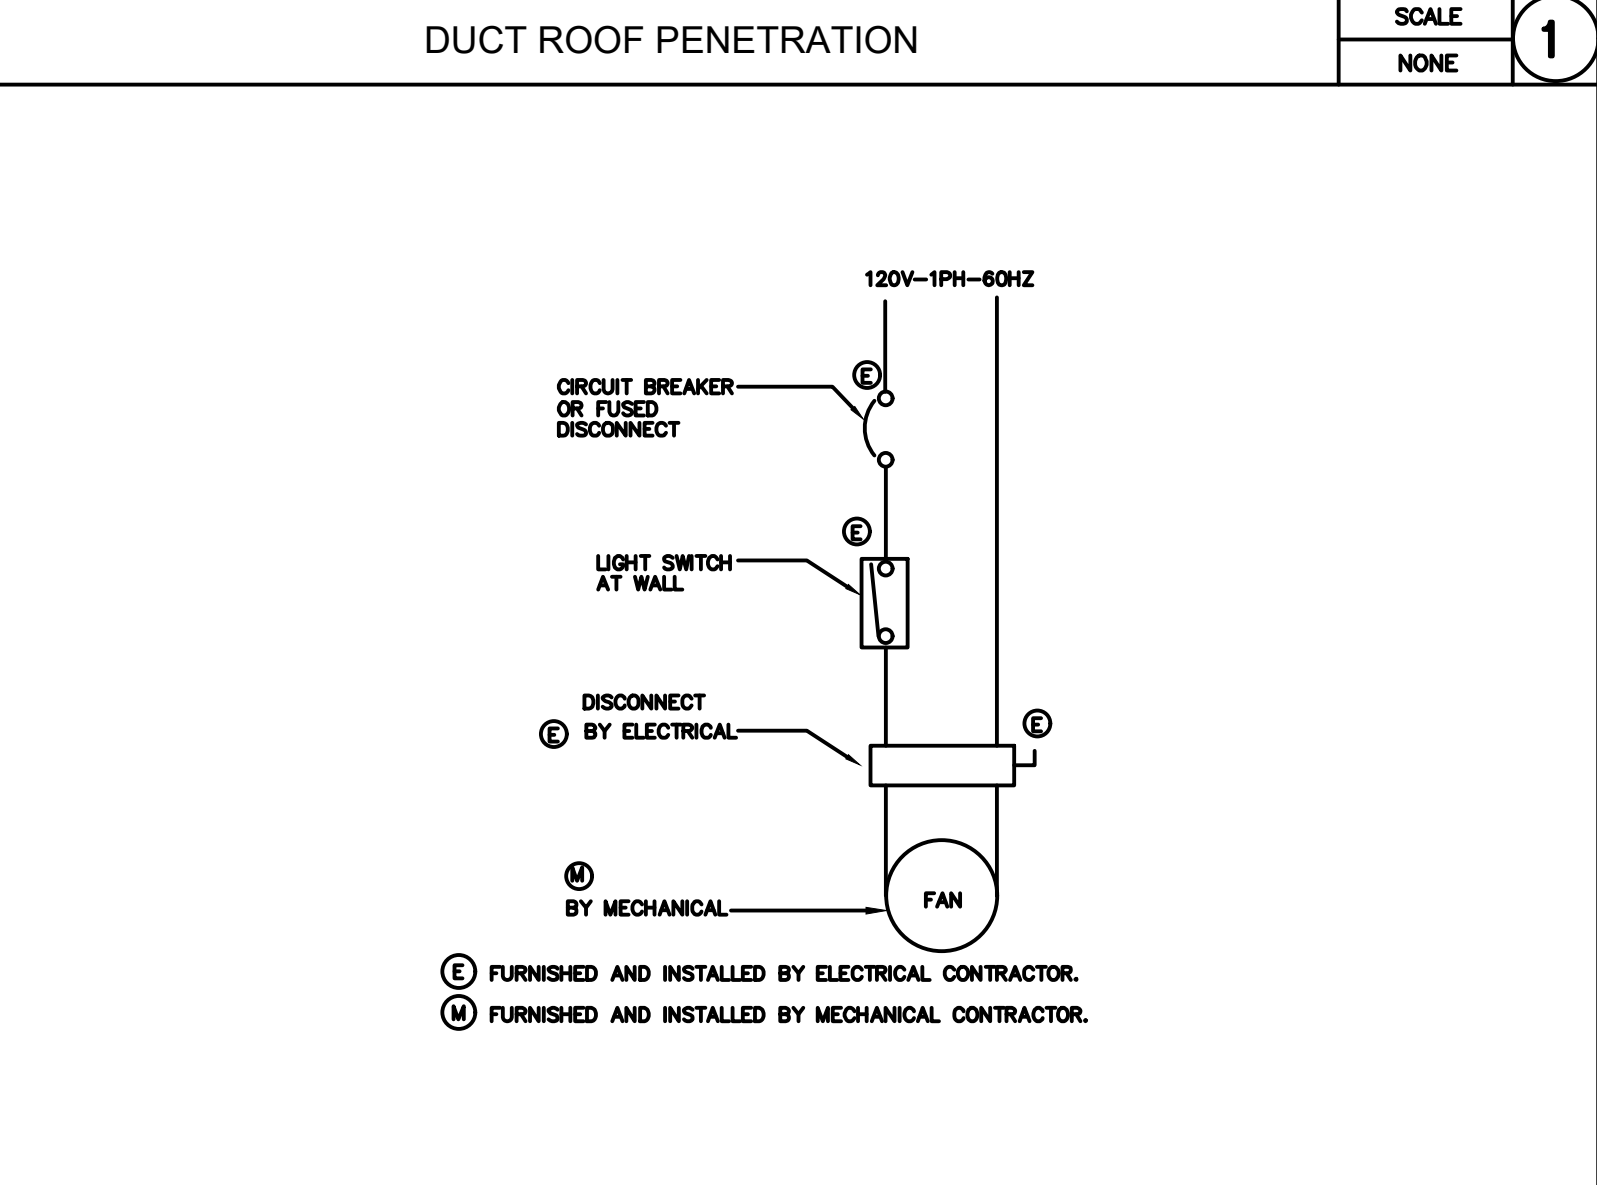 DUCT ROOF PENETRATION
SCALE
NONE
1
120V-1PH-60HZ
E
CIRCUIT BREAKER
OR FUSED
DISCONNECT
E
LIGHT SWITCH
AT WALL
DISCONNECT
E BY ELECTRICAL
E
M
BY MECHANICAL
FAN
E FURNISHED AND INSTALLED BY ELECTRICAL CONTRACTOR.
M FURNISHED AND INSTALLED BY MECHANICAL CONTRACTOR.